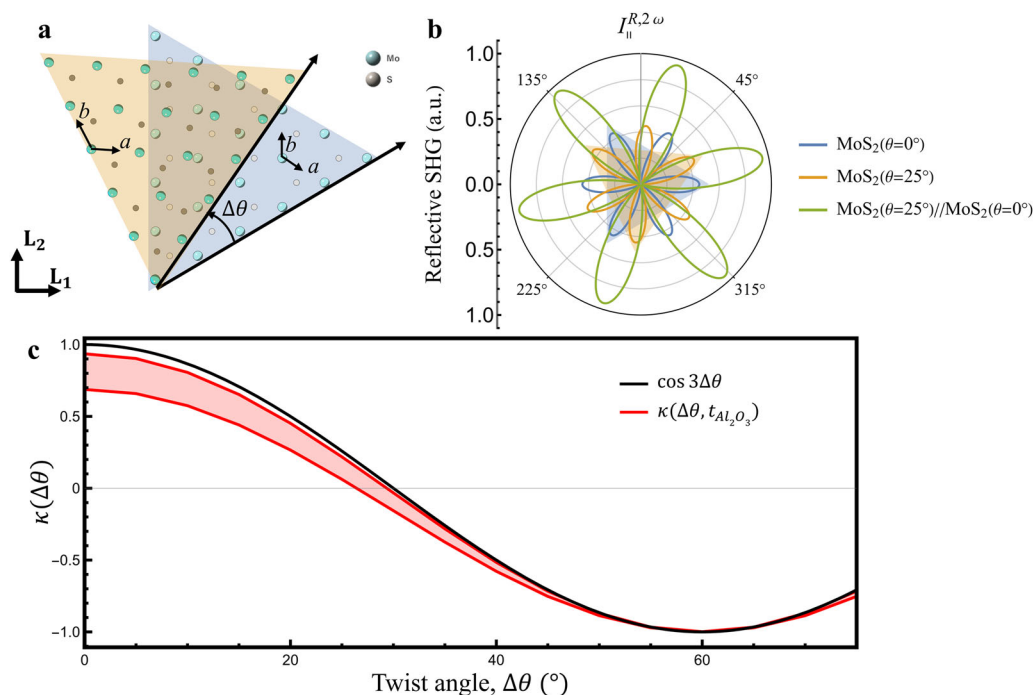 a
Mo
S
b
a
b
a
Δθ
L₂
L₁
b
I∥^{R,2ω}
Reflective SHG (a.u.)
1.0
0.5
0.0
0.5
1.0
135°
45°
225°
315°
MoS₂(θ=0°)
MoS₂(θ=25°)
MoS₂(θ=25°)//MoS₂(θ=0°)
c
κ(Δθ)
1.0
0.5
0
−0.5
−1.0
cos 3Δθ
κ(Δθ, t_{Al₂O₃})
0
20
40
60
Twist angle, Δθ (°)